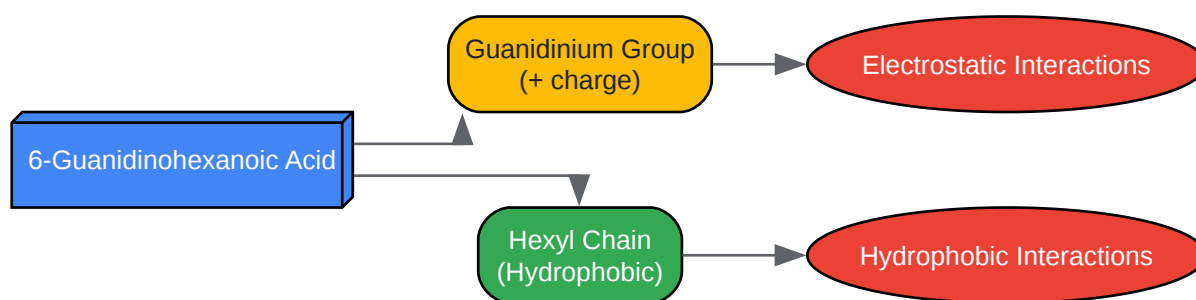 Guanidinium Group
(+ charge)
Electrostatic Interactions
6-Guanidinohexanoic Acid
Hexyl Chain
(Hydrophobic)
Hydrophobic Interactions